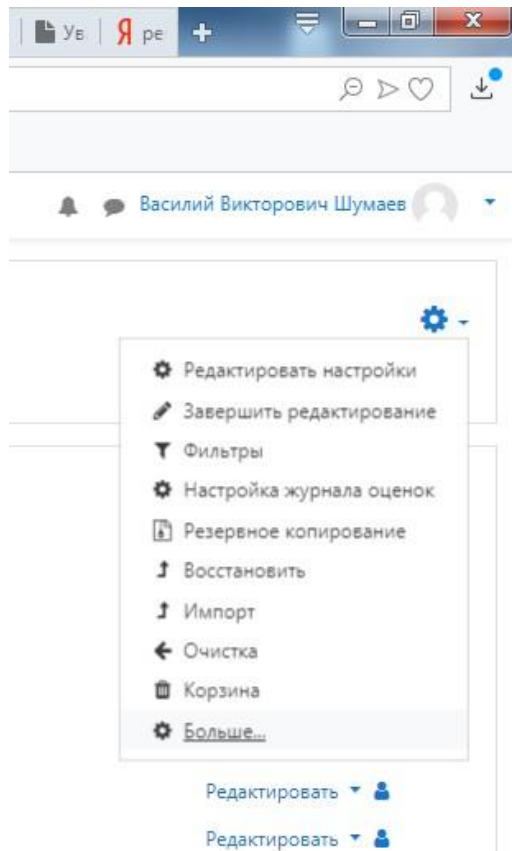 Ув Я ре
Василий Викторович Шумаев
Редактировать настройки
Завершить редактирование
Фильтры
Настройка журнала оценок
Резервное копирование
Восстановить
Импорт
Очистка
Корзина
Больше...
Редактировать
Редактировать